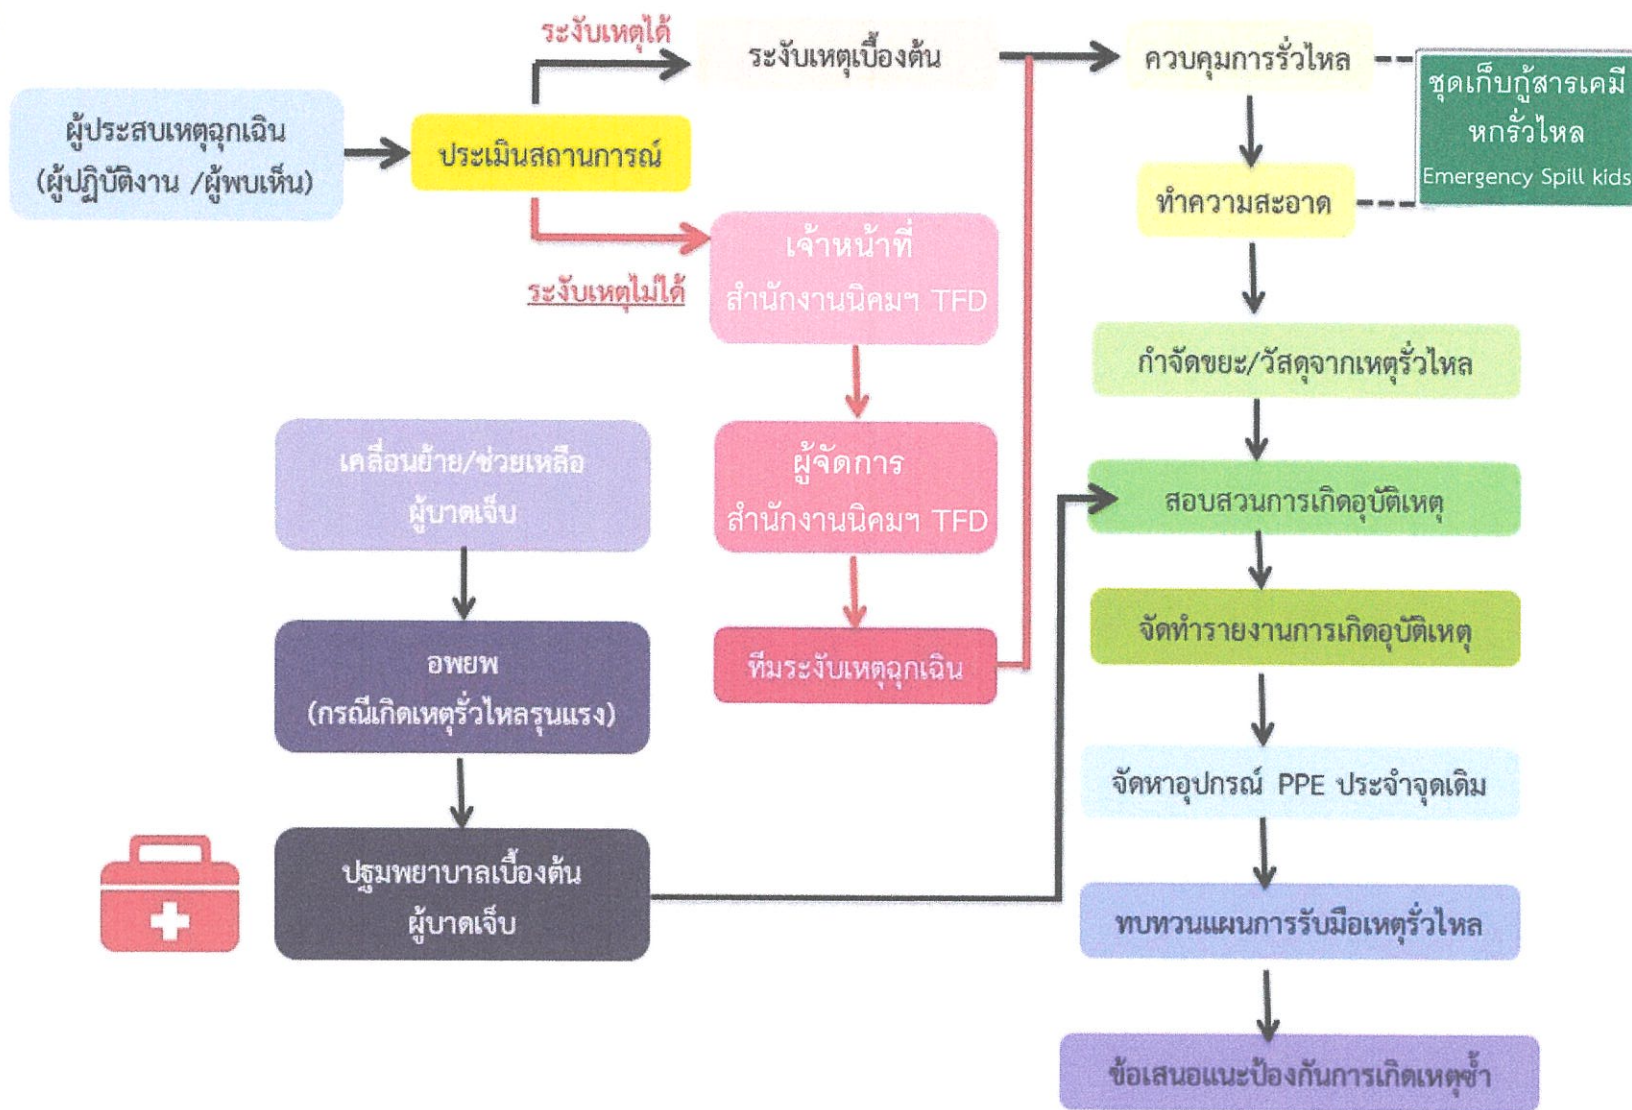 ระงับเหตุได้
ระงับเหตุเบื้องต้น
ควบคุมการรั่วไหล
ชุดเก็บกู้สารเคมี
หกรั่วไหล
Emergency Spill kids
ผู้ประสบเหตุฉุกเฉิน
(ผู้ปฏิบัติงาน /ผู้พบเห็น)
ประเมินสถานการณ์
ทำความสะอาด
ระงับเหตุไม่ได้
เจ้าหน้าที่
สำนักงานนิคมฯ TFD
กำจัดขยะ/วัสดุจากเหตุรั่วไหล
เคลื่อนย้าย/ช่วยเหลือ
ผู้บาดเจ็บ
ผู้จัดการ
สำนักงานนิคมฯ TFD
สอบสวนการเกิดอุบัติเหตุ
อพยพ
(กรณีเกิดเหตุรั่วไหลรุนแรง)
ทีมระงับเหตุฉุกเฉิน
จัดทำรายงานการเกิดอุบัติเหตุ
จัดหาอุปกรณ์ PPE ประจำจุดเดิม
ปฐมพยาบาลเบื้องต้น
ผู้บาดเจ็บ
ทบทวนแผนการรับมือเหตุรั่วไหล
ข้อเสนอแนะป้องกันการเกิดเหตุซ้ำ